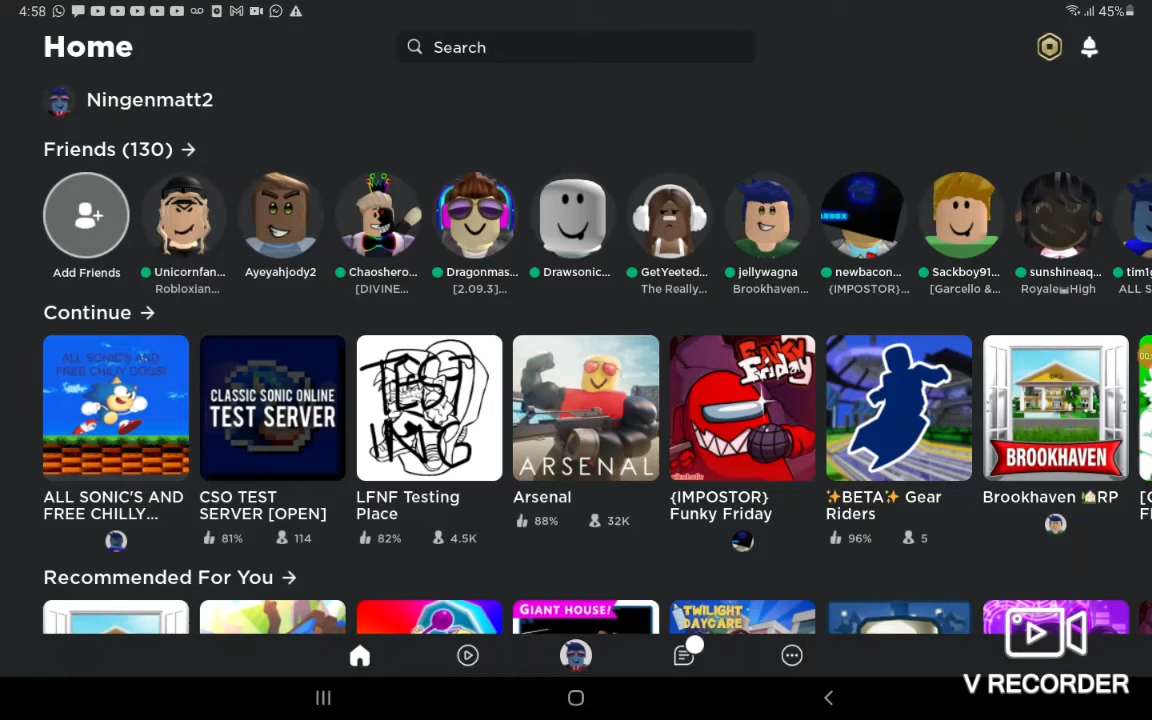 4:58
45%
Home
Search
Ningenmatt2
Friends (130) →
Add Friends
Unicornfan...
Robloxian...
Ayeyahjody2
Chaoshero...
[DIVINE...
Dragonmas...
[2.09.3]...
Drawsonic...
GetYeeted...
The Really...
jellywagna
Brookhaven...
newbacon...
{IMPOSTOR}...
Sackboy91...
[Garcello &...
sunshineaq...
Royale High
ALL S
Continue →
ALL SONIC'S AND
FREE CHILIY DOGS!
CLASSIC SONIC ONLINE
TEST SERVER
TEST
ARSENAL
Funky
Friday
BROOKHAVEN
ALL SONIC'S AND
FREE CHILLY...
CSO TEST
SERVER [OPEN]
81%
114
LFNF Testing
Place
82%
4.5K
Arsenal
88%
32K
{IMPOSTOR}
Funky Friday
✨BETA✨ Gear
Riders
96%
5
Brookhaven 🏡RP
Recommended For You →
GIANT HOUSE!
TWILIGHT
DAYCARE
V RECORDER